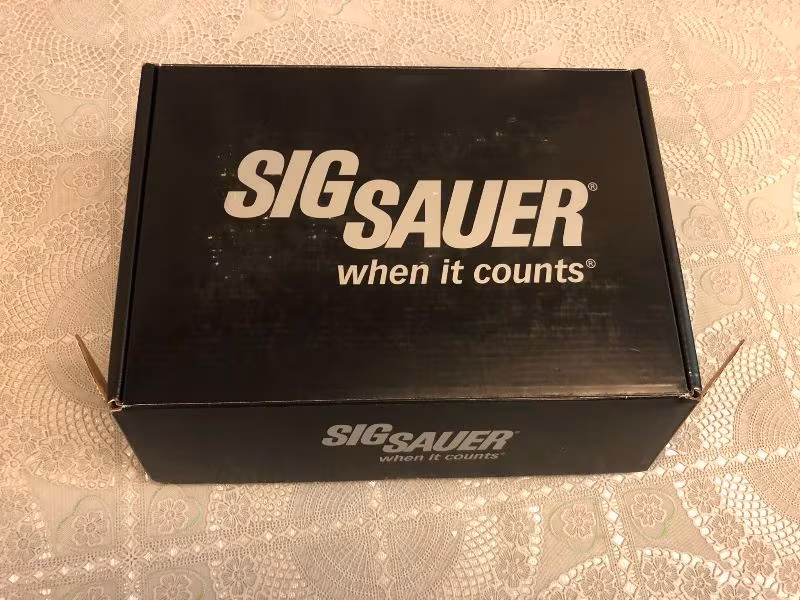 SIG
SAUER®
when it counts®
SIG
SAUER
when it counts®